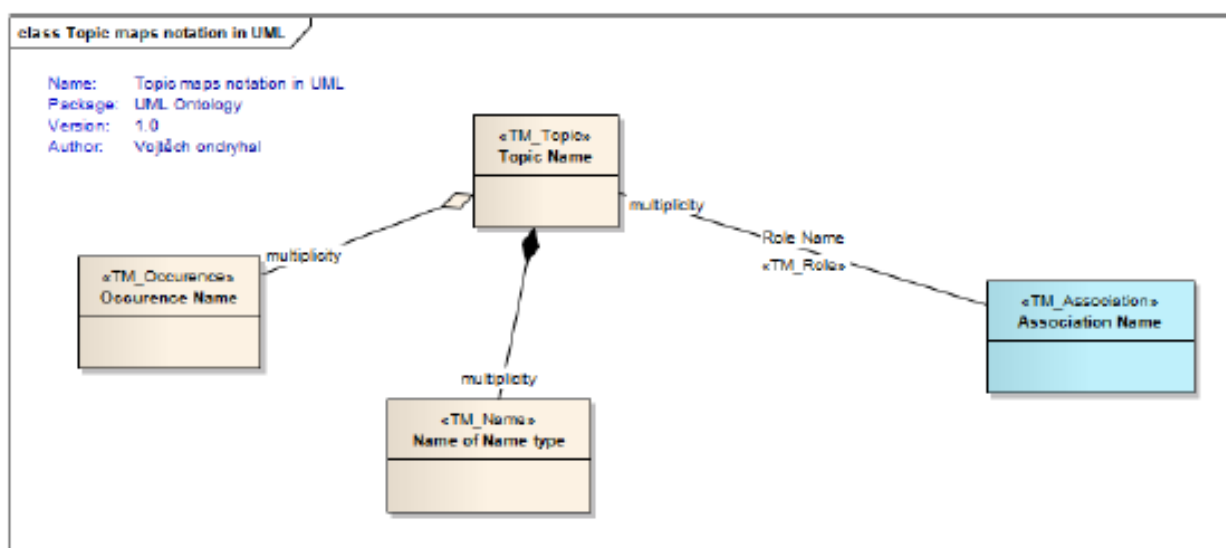 class Topic maps notation in UML
Name: Topic maps notation in UML
Package: UML Ontology
Version: 1.0
Author: Vojtěch ondryhal
«TM_Topic»
Topic Name
multiplicity
Role Name
«TM_Role»
multiplicity
«TM_Occurence»
Occurence Name
«TM_Association»
Association Name
multiplicity
«TM_Name»
Name of Name type